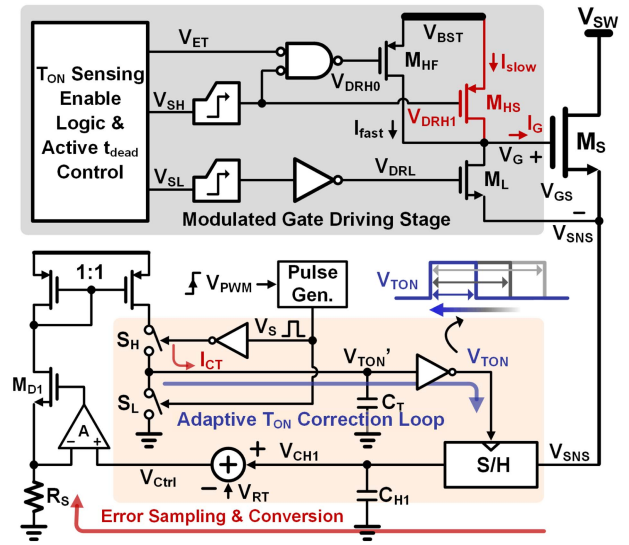 T_ON Sensing
Enable
Logic &
Active t_dead
Control
V_ET
V_SH
V_SL
V_DRH0
M_HF
V_BST
I_slow
M_HS
V_DRH1
I_fast
I_G
V_G +
V_GS
−
M_S
V_SW
V_DRL
M_L
V_SNS
Modulated Gate Driving Stage
1:1
V_PWM
Pulse
Gen.
V_TON
S_H
V_S
I_CT
V_TON'
V_TON
M_D1
S_L
C_T
Adaptive T_ON Correction Loop
A
− +
V_Ctrl
+
+
−
V_RT
V_CH1
C_H1
S/H
V_SNS
R_S
Error Sampling & Conversion